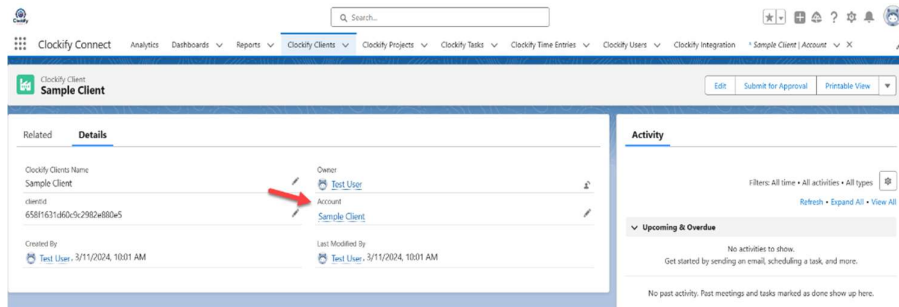 Clockify
Search...
Clockify Connect Analytics Dashboards Reports Clockify Clients Clockify Projects Clockify Tasks Clockify Time Entries Clockify Users Clockify Integration * Sample Client | Account
Clockify Client
Sample Client
Edit Submit for Approval Printable View
Related Details
Clockify Clients Name
Sample Client
Owner
Test User
clientId
658f1631d60c9c2982e880e5
Account
Sample Client
Created By
Test User, 3/11/2024, 10:01 AM
Last Modified By
Test User, 3/11/2024, 10:01 AM
Activity
Filters: All time • All activities • All types
Refresh • Expand All • View All
Upcoming & Overdue
No activities to show.
Get started by sending an email, scheduling a task, and more.
No past activity. Past meetings and tasks marked as done show up here.